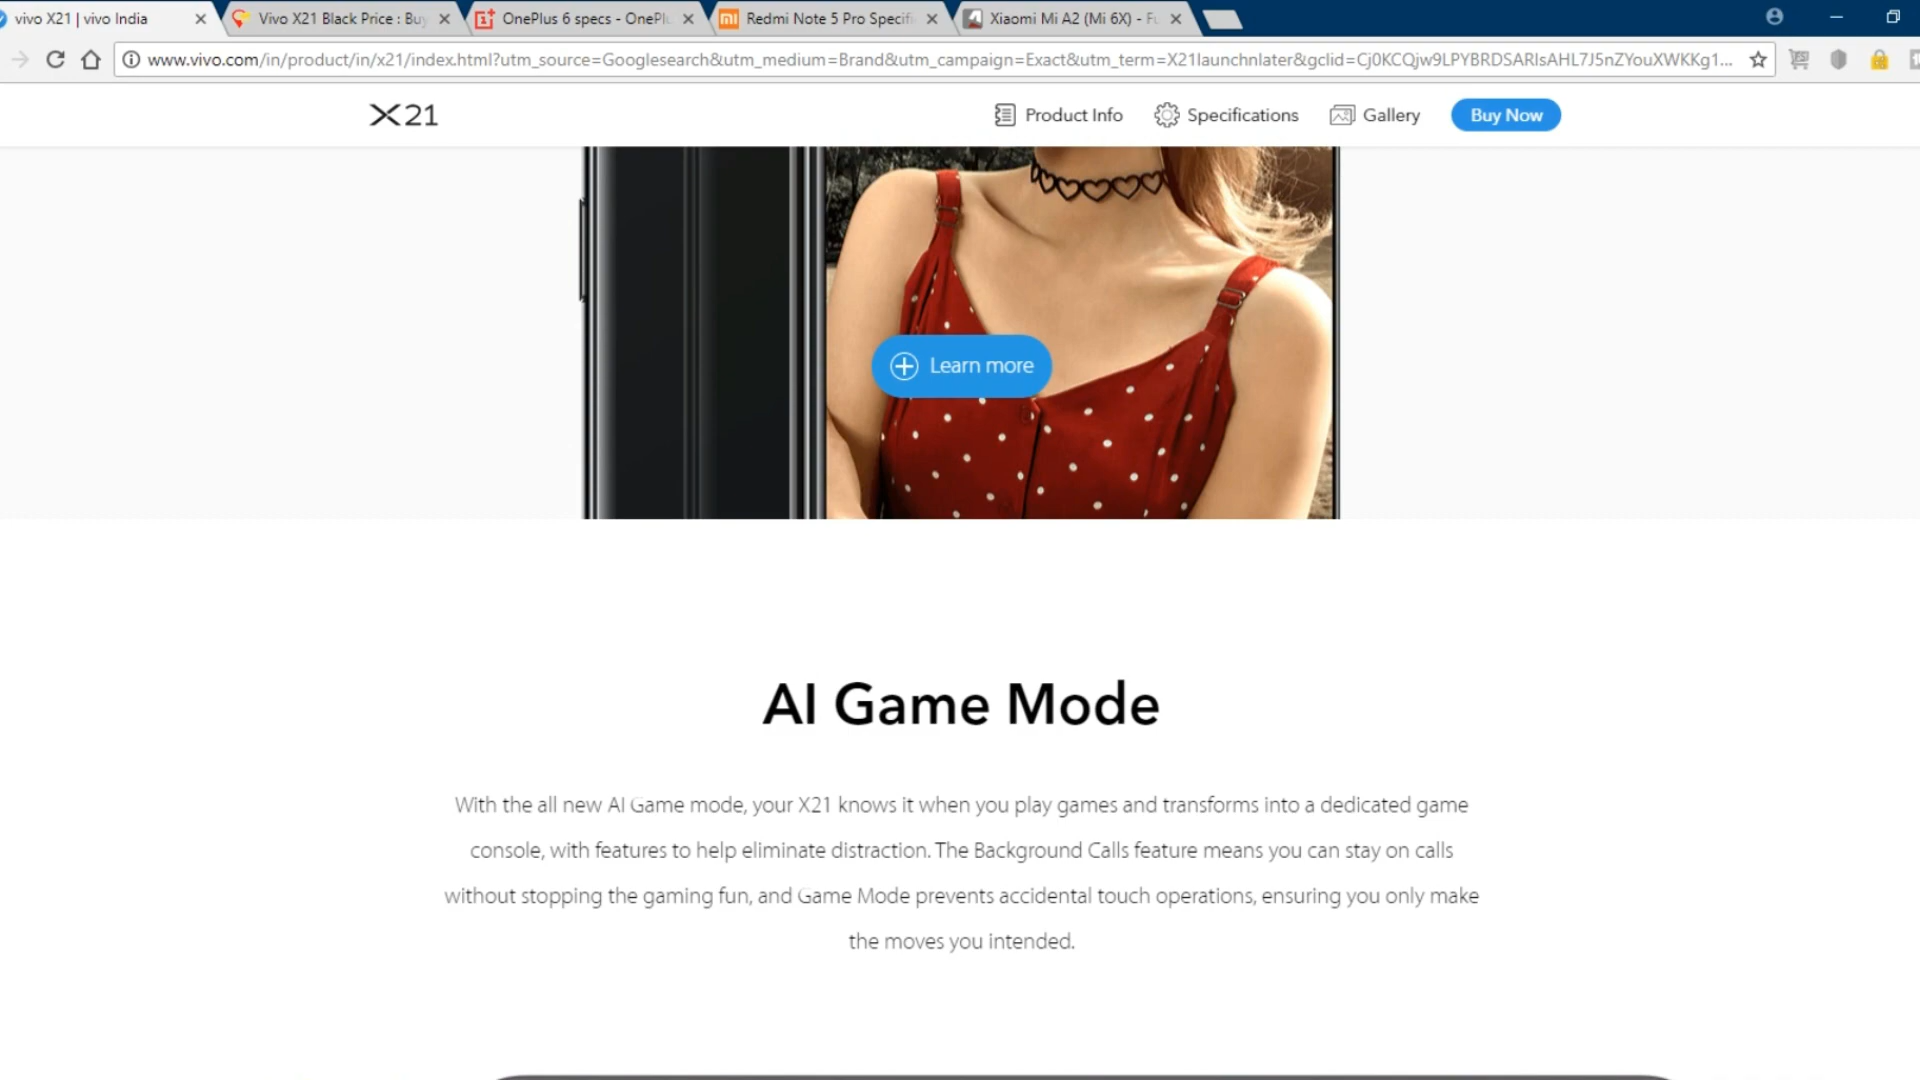 vivo X21 | vivo India
Vivo X21 Black Price : Buy
OnePlus 6 specs - OnePl
Redmi Note 5 Pro Specifi
Xiaomi Mi A2 (Mi 6X) - Fu
www.vivo.com/in/product/in/x21/index.html?utm_source=Googlesearch&utm_medium=Brand&utm_campaign=Exact&utm_term=X21launchnlater&gclid=Cj0KCQjw9LPYBRDSARIsAHL7J5nZYouXWKKg1...
X21
Product Info
Specifications
Gallery
Buy Now
Learn more
AI Game Mode
With the all new AI Game mode, your X21 knows it when you play games and transforms into a dedicated game
console, with features to help eliminate distraction. The Background Calls feature means you can stay on calls
without stopping the gaming fun, and Game Mode prevents accidental touch operations, ensuring you only make
the moves you intended.